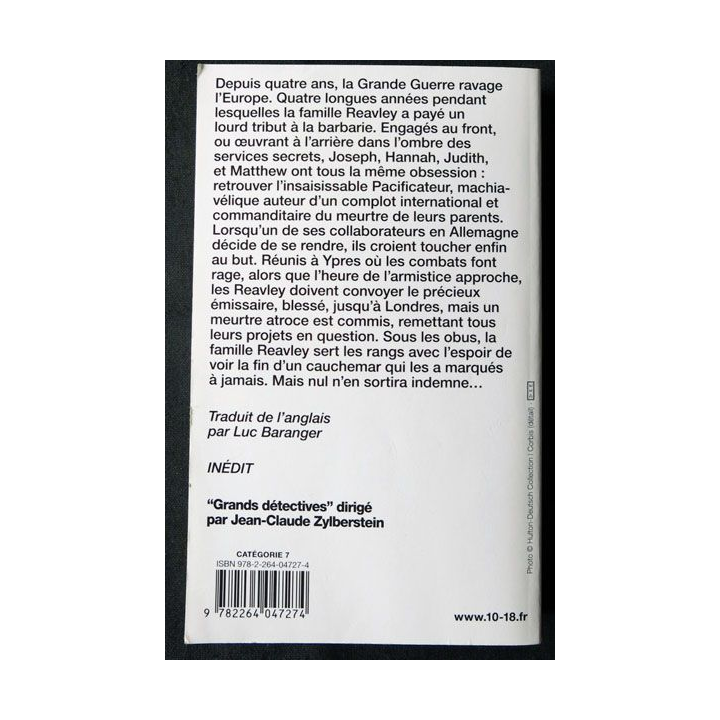 Depuis quatre ans, la Grande Guerre ravage
l'Europe. Quatre longues années pendant
lesquelles la famille Reavley a payé un
lourd tribut à la barbarie. Engagés au front,
ou œuvrant à l'arrière dans l'ombre des
services secrets, Joseph, Hannah, Judith,
et Matthew ont tous la même obsession :
retrouver l'insaisissable Pacificateur, machia-
vélique auteur d'un complot international et
commanditaire du meurtre de leurs parents.
Lorsqu'un de ses collaborateurs en Allemagne
décide de se rendre, ils croient toucher enfin
au but. Réunis à Ypres où les combats font
rage, alors que l'heure de l'armistice approche,
les Reavley doivent convoyer le précieux
émissaire, blessé, jusqu'à Londres, mais un
meurtre atroce est commis, remettant tous
leurs projets en question. Sous les obus, la
famille Reavley sert les rangs avec l'espoir de
voir la fin d'un cauchemar qui les a marqués
à jamais. Mais nul n'en sortira indemne…
Traduit de l'anglais
par Luc Baranger
INÉDIT
“Grands détectives” dirigé
par Jean-Claude Zylberstein
CATÉGORIE 7
ISBN 978-2-264-04727-4
9 782264 047274
www.10-18.fr
Photo © Hulton-Deutsch Collection | Corbis (détail) -